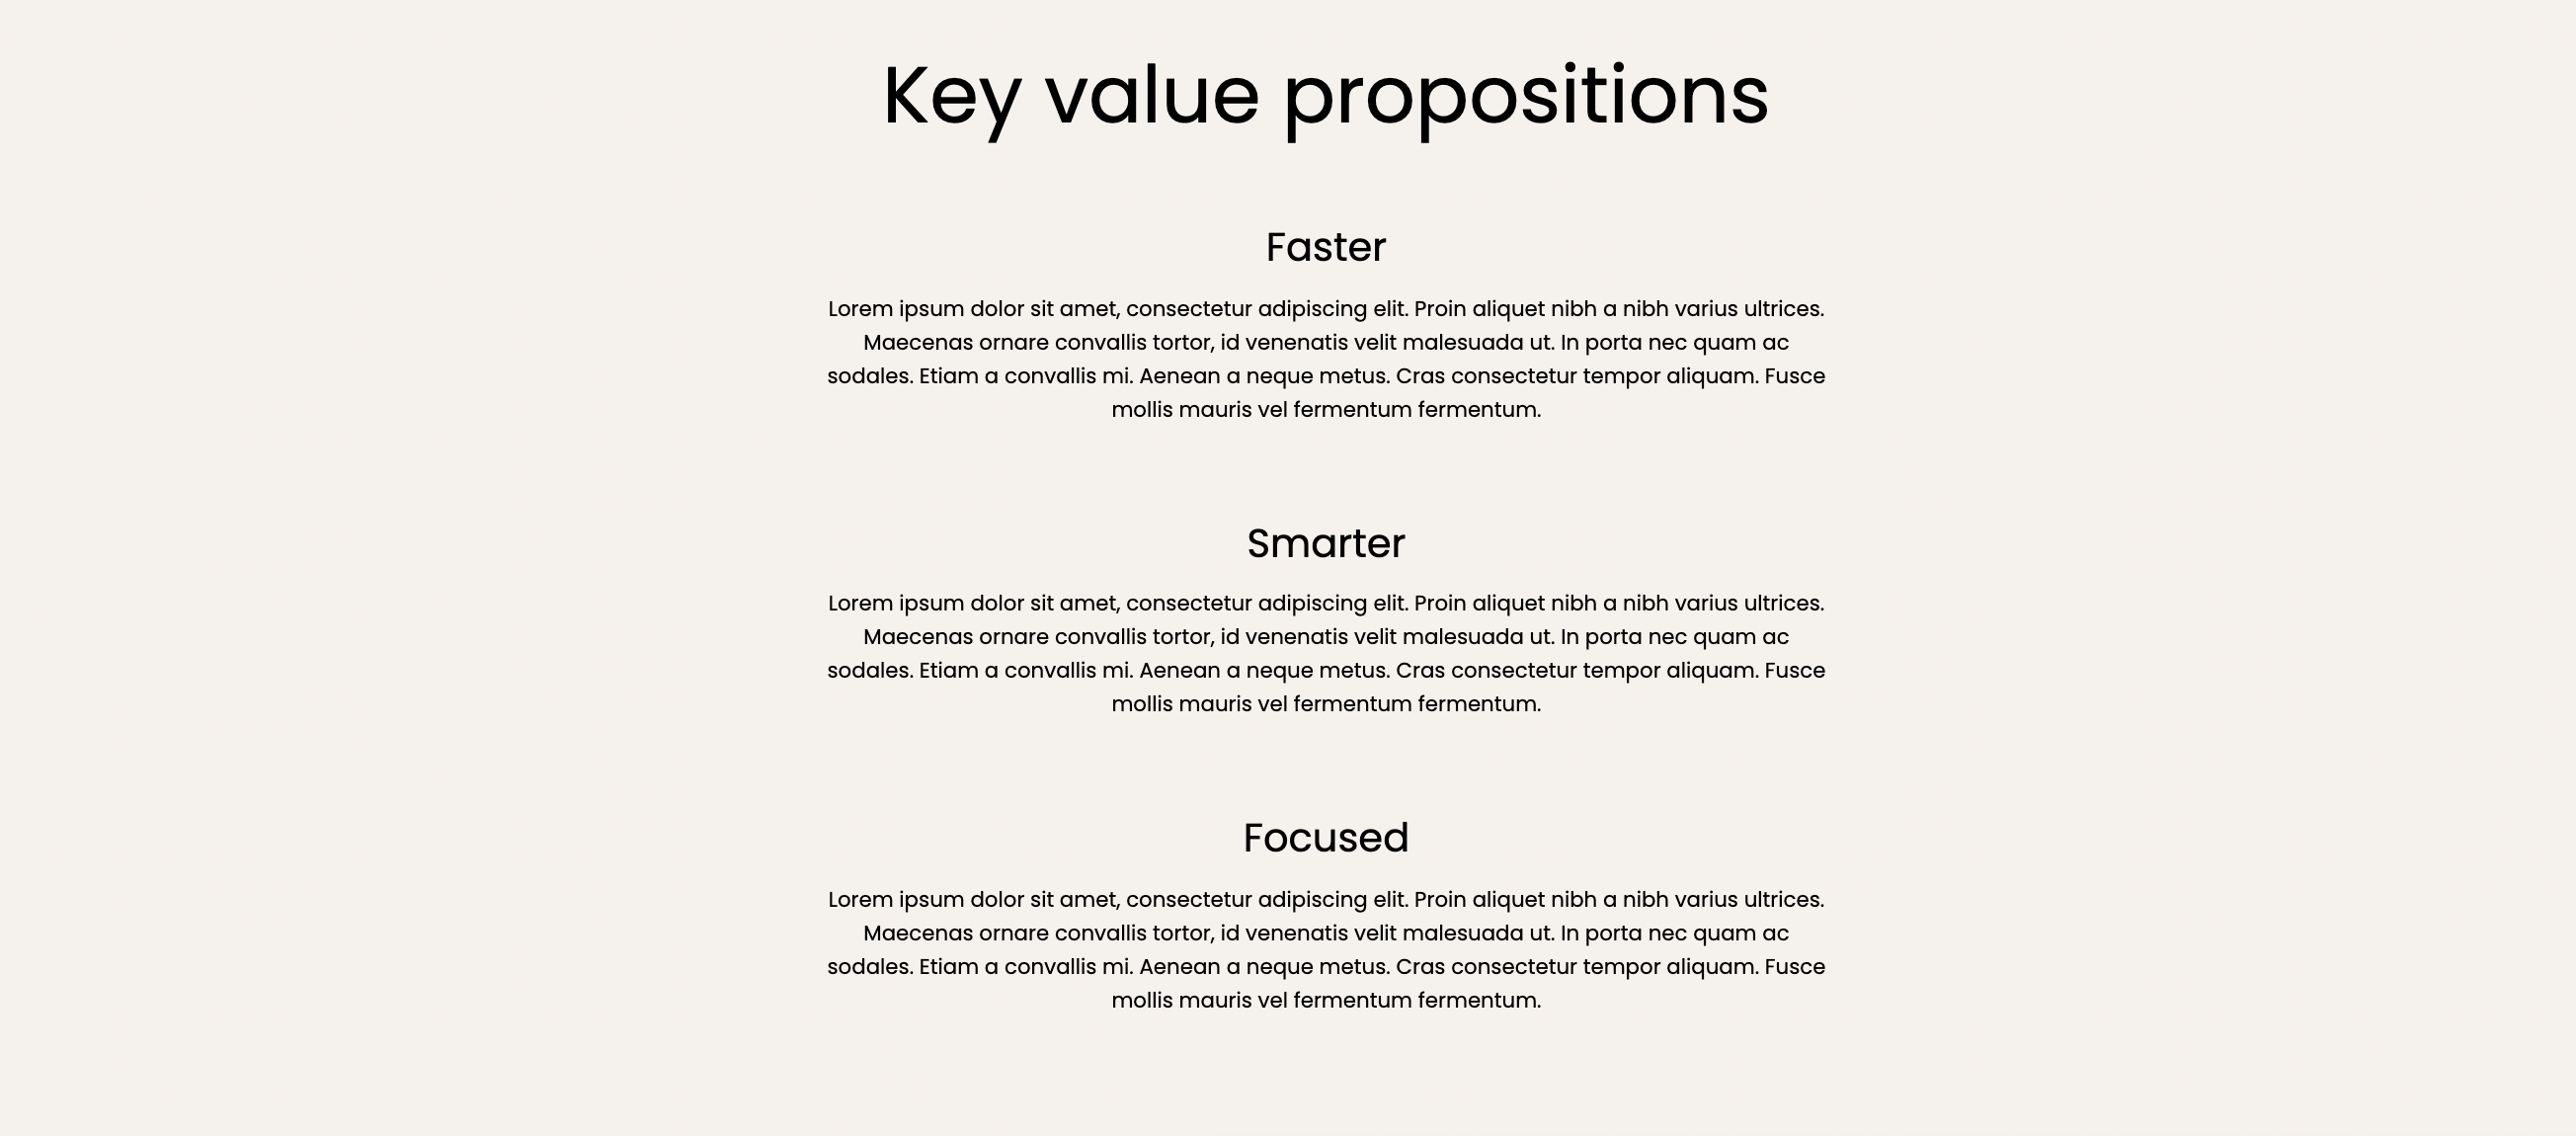 Key value propositions
Faster
Lorem ipsum dolor sit amet, consectetur adipiscing elit. Proin aliquet nibh a nibh varius ultrices.
Maecenas ornare convallis tortor, id venenatis velit malesuada ut. In porta nec quam ac
sodales. Etiam a convallis mi. Aenean a neque metus. Cras consectetur tempor aliquam. Fusce
mollis mauris vel fermentum fermentum.
Smarter
Lorem ipsum dolor sit amet, consectetur adipiscing elit. Proin aliquet nibh a nibh varius ultrices.
Maecenas ornare convallis tortor, id venenatis velit malesuada ut. In porta nec quam ac
sodales. Etiam a convallis mi. Aenean a neque metus. Cras consectetur tempor aliquam. Fusce
mollis mauris vel fermentum fermentum.
Focused
Lorem ipsum dolor sit amet, consectetur adipiscing elit. Proin aliquet nibh a nibh varius ultrices.
Maecenas ornare convallis tortor, id venenatis velit malesuada ut. In porta nec quam ac
sodales. Etiam a convallis mi. Aenean a neque metus. Cras consectetur tempor aliquam. Fusce
mollis mauris vel fermentum fermentum.